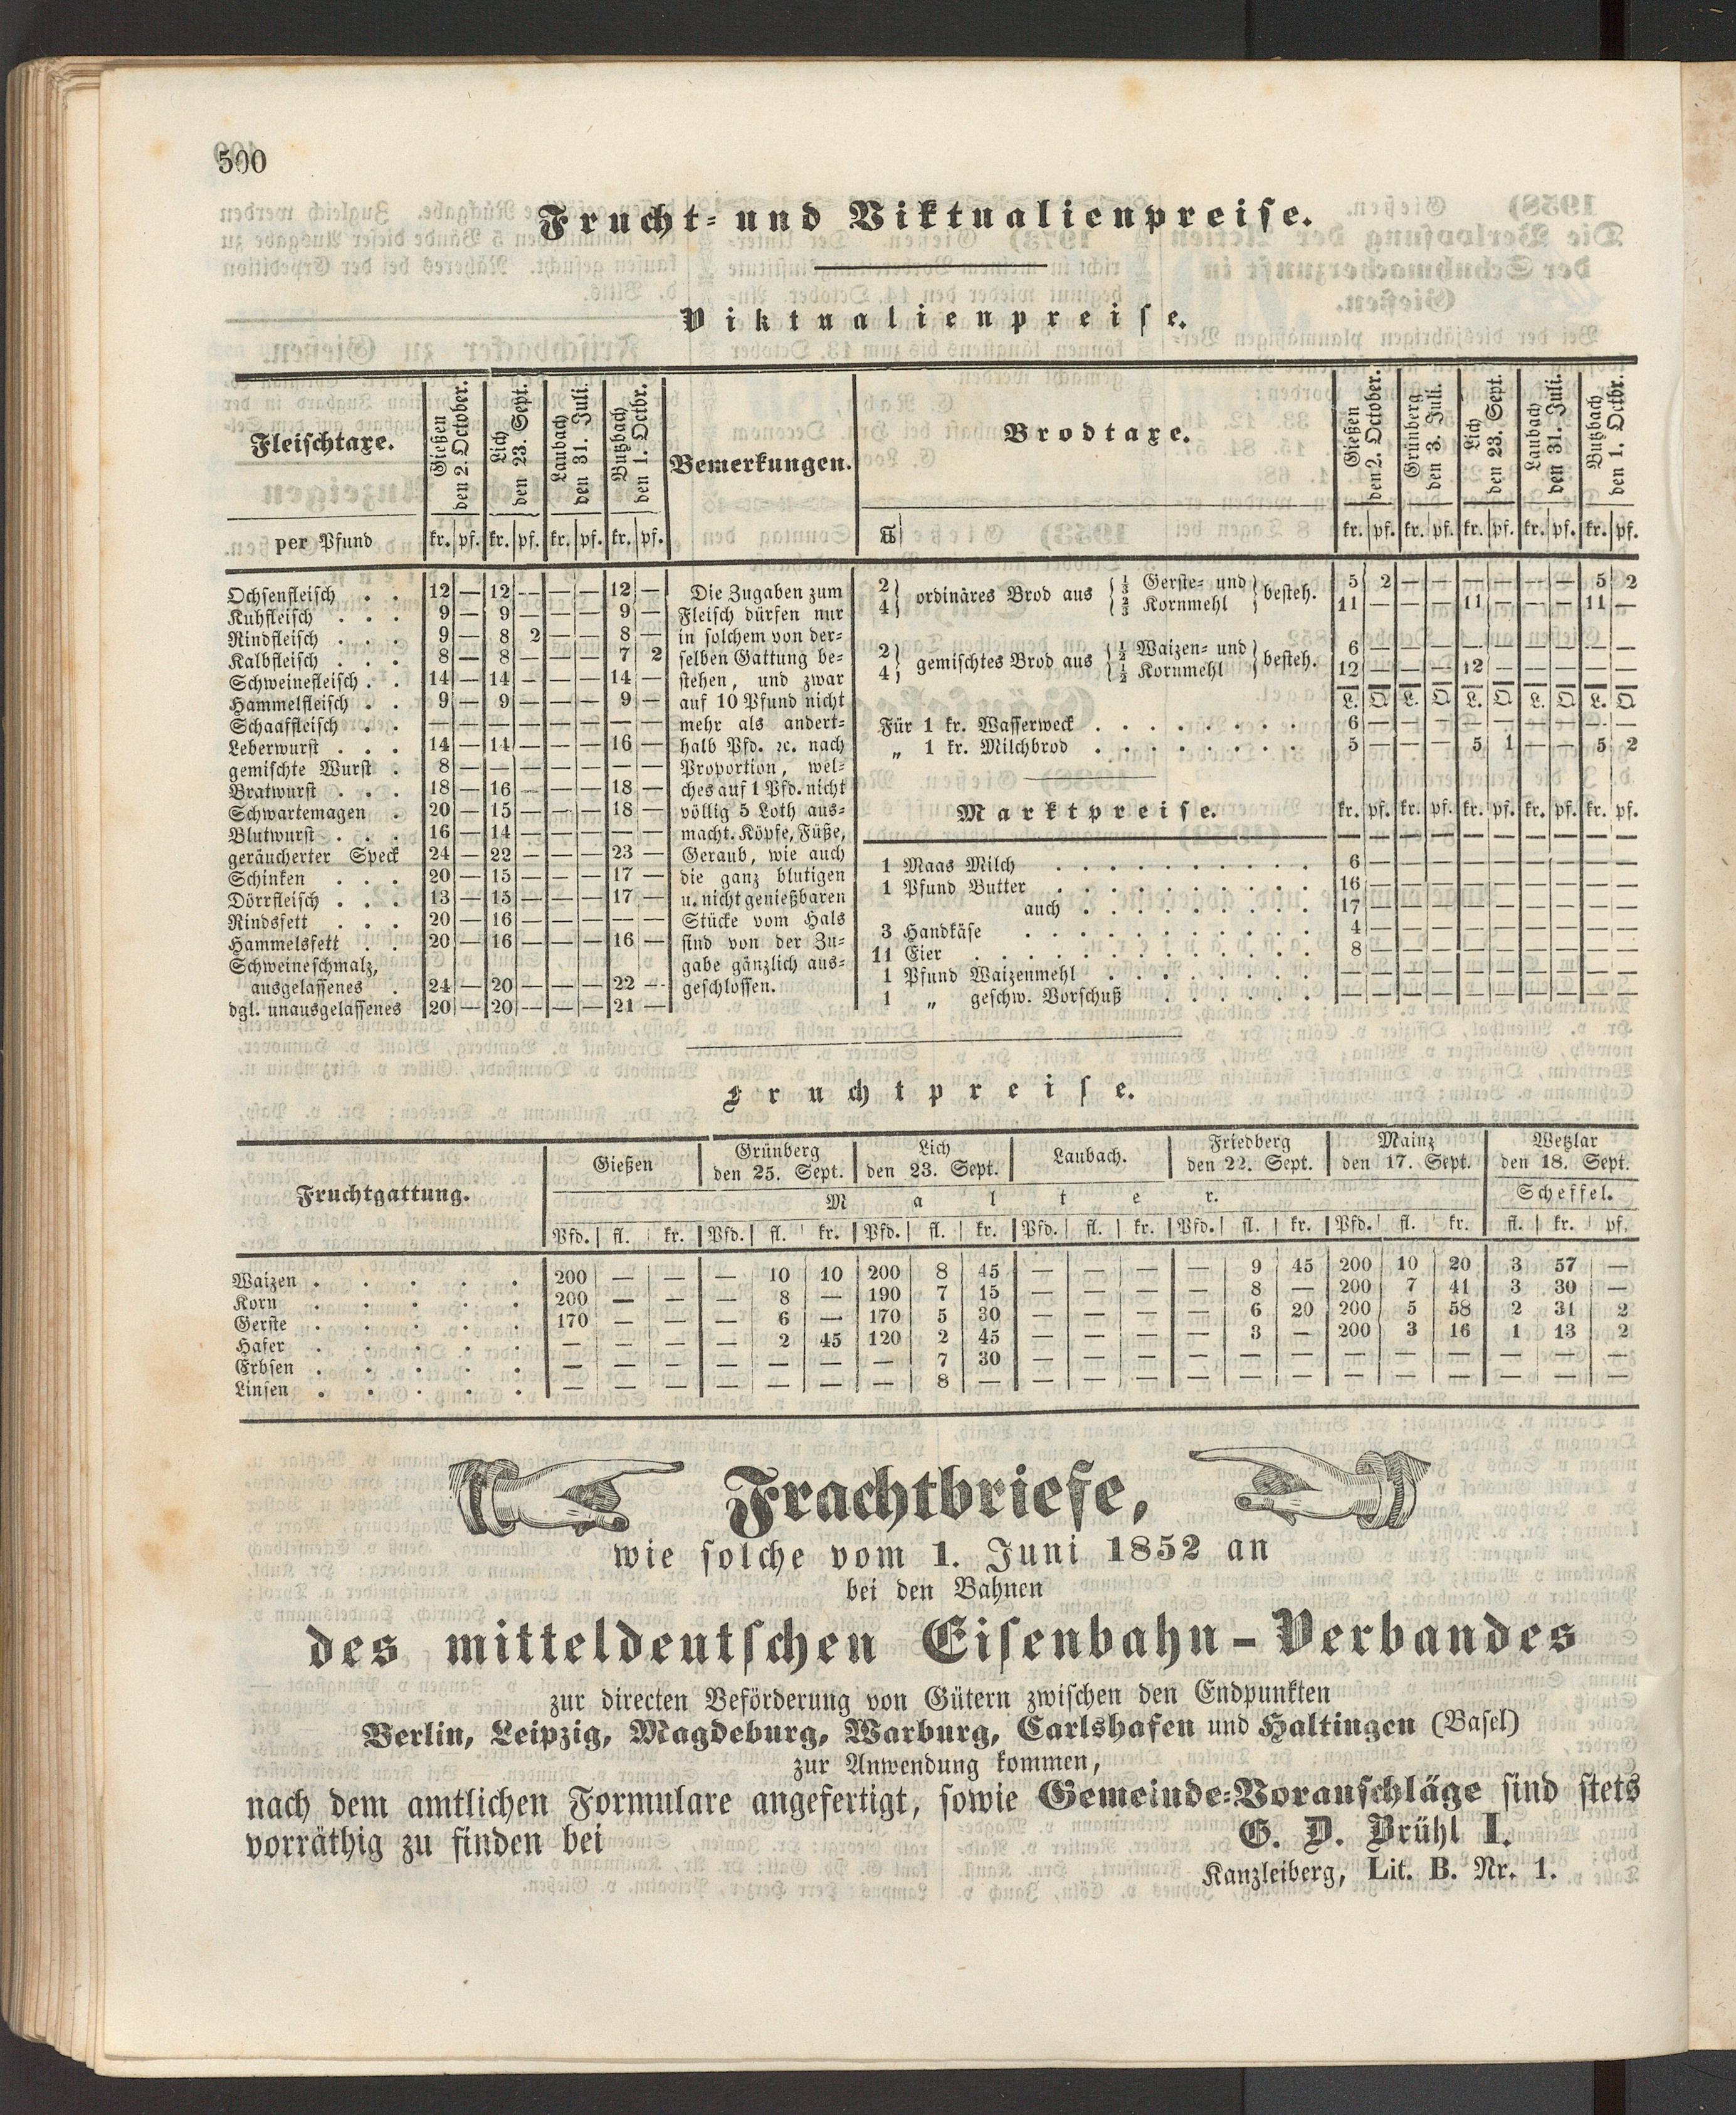 500
Frucht- und Viktualienpreise.
Viktualienpreise.
Fleischtaxe. | Gießen den 2. October. | Lich den 23. Sept. | Laubach den 31. Juli. | Butzbach den 1. Octbr. | Bemerkungen.
per Pfund | kr. | pf. | kr. | pf. | kr. | pf. | kr. | pf.
Ochsenfleisch . . | 12 | — | 12 | — | — | — | 12 | —
Kuhfleisch . . . | 9 | — | 9 | — | — | — | 9 | —
Rindfleisch . . . | 9 | — | 8 | 2 | — | — | 8 | —
Kalbfleisch . . . | 8 | — | 8 | — | — | — | 7 | 2
Schweinefleisch . . | 14 | — | 14 | — | — | — | 14 | —
Hammelfleisch . . | 9 | — | 9 | — | — | — | 9 | —
Schaaffleisch . . | — | — | — | — | — | — | — | —
Leberwurst . . . | 14 | — | 14 | — | — | — | 16 | —
gemischte Wurst . | 8 | — | — | — | — | — | — | —
Bratwurst . . . | 18 | — | 16 | — | — | — | 18 | —
Schwartemagen . | 20 | — | 15 | — | — | — | 18 | —
Blutwurst . . . | 16 | — | 14 | — | — | — | — | —
geräucherter Speck | 24 | — | 22 | — | — | — | 23 | —
Schinken . . . | 20 | — | 15 | — | — | — | 17 | —
Dörrfleisch . . . | 13 | — | 15 | — | — | — | 17 | —
Rindsfett . . . | 20 | — | 16 | — | — | — | — | —
Hammelsfett . . | 20 | — | 16 | — | — | — | 16 | —
Schweineschmalz,
ausgelassenes . | 24 | — | 20 | — | — | — | 22 | —
dgl. unausgelassenes | 20 | — | 20 | — | — | — | 21 | —
Die Zugaben zum
Fleisch dürfen nur
in solchem von der-
selben Gattung be-
stehen, und zwar
auf 10 Pfund nicht
mehr als andert-
halb Pfd. ꝛc. nach
Proportion, wel-
ches auf 1 Pfd. nicht
völlig 5 Loth aus-
macht. Köpfe, Füße,
Geraub, wie auch
die ganz blutigen
u. nicht genießbaren
Stücke vom Hals
sind von der Zu-
gabe gänzlich aus-
geschlossen.
Brodtaxe. | Gießen den 2. October. | Grünberg den 3. Juli. | Lich den 23. Sept. | Laubach den 31. Juli. | Butzbach den 1. Octbr.
℔ | kr. | pf. | kr. | pf. | kr. | pf. | kr. | pf. | kr. | pf.
2 } ordinäres Brod aus { ⅓ Gerste- und } besteh. | 5 | 2 | — | — | — | — | — | — | 5 | 2
4 } { ⅔ Kornmehl } | 11 | — | — | — | 11 | — | — | — | 11 | —
2 } gemischtes Brod aus { ½ Waizen- und } besteh. | 6 | — | — | — | — | — | — | — | — | —
4 } { ½ Kornmehl } | 12 | — | — | — | 12 | — | — | — | — | —
L. | Q | L. | Q | L. | Q | L. | Q | L. | Q
Für 1 kr. Wasserweck . . . . . . . . | 6 | — | — | — | — | — | — | — | — | —
„ 1 kr. Milchbrod . . . . . . . . | 5 | — | — | — | 5 | 1 | — | — | 5 | 2
Marktpreise. | kr. | pf. | kr. | pf. | kr. | pf. | kr. | pf. | kr. | pf.
1 Maas Milch . . . . . . . . . | 6 | — | — | — | — | — | — | — | — | —
1 Pfund Butter . . . . . . . . . | 16 | — | — | — | — | — | — | — | — | —
auch . . . . . . . . | 17 | — | — | — | — | — | — | — | — | —
3 Handkäse . . . . . . . . . . | 4 | — | — | — | — | — | — | — | — | —
11 Eier . . . . . . . . . . . | 8 | — | — | — | — | — | — | — | — | —
1 Pfund Waizenmehl . . . . . . . | — | — | — | — | — | — | — | — | — | —
1 „ geschw. Vorschuß . . . . . | — | — | — | — | — | — | — | — | — | —
Fruchtpreise.
Fruchtgattung. | Gießen | Grünberg den 25. Sept. | Lich den 23. Sept. | Laubach. | Friedberg den 22. Sept. | Mainz den 17. Sept. | Wetzlar den 18. Sept.
Malter. | Scheffel.
Pfd. | fl. | kr. | Pfd. | fl. | kr. | Pfd. | fl. | kr. | Pfd. | fl. | kr. | Pfd. | fl. | kr. | Pfd. | fl. | kr. | fl. | kr. | pf.
Waizen . . . . . | 200 | — | — | — | 10 | 10 | 200 | 8 | 45 | — | — | — | — | 9 | 45 | 200 | 10 | 20 | 3 | 57 | —
Korn . . . . . | 200 | — | — | — | 8 | — | 190 | 7 | 15 | — | — | — | — | 8 | — | 200 | 7 | 41 | 3 | 30 | —
Gerste . . . . . | 170 | — | — | — | 6 | — | 170 | 5 | 30 | — | — | — | — | 6 | 20 | 200 | 5 | 58 | 2 | 31 | 2
Hafer . . . . . | — | — | — | — | 2 | 45 | 120 | 2 | 45 | — | — | — | — | 3 | — | 200 | 3 | 16 | 1 | 13 | 2
Erbsen . . . . . | — | — | — | — | — | — | — | 7 | 30 | — | — | — | — | — | — | — | — | — | — | — | —
Linsen . . . . . | — | — | — | — | — | — | — | 8 | — | — | — | — | — | — | — | — | — | — | — | — | —
Frachtbriefe,
wie solche vom 1. Juni 1852 an
bei den Bahnen
des mitteldeutschen Eisenbahn-Verbandes
zur directen Beförderung von Gütern zwischen den Endpunkten
Berlin, Leipzig, Magdeburg, Warburg, Carlshafen und Haltingen (Basel)
zur Anwendung kommen,
nach dem amtlichen Formulare angefertigt, sowie Gemeinde-Voranschläge sind stets
vorräthig zu finden bei G. D. Brühl I.
Kanzleiberg, Lit. B. Nr. 1.